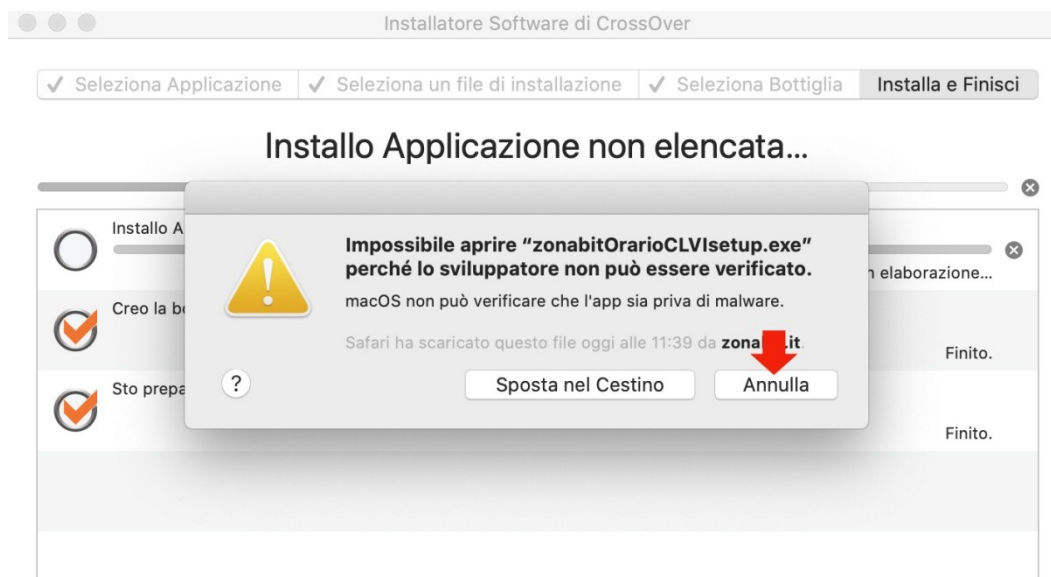 Installatore Software di CrossOver
✓ Seleziona Applicazione ✓ Seleziona un file di installazione ✓ Seleziona Bottiglia Installa e Finisci
Installo Applicazione non elencata...
Installo A
Impossibile aprire “zonabitOrarioCLVIsetup.exe”
perché lo sviluppatore non può essere verificato.
n elaborazione...
macOS non può verificare che l'app sia priva di malware.
Creo la b
Safari ha scaricato questo file oggi alle 11:39 da zona .it.
Finito.
? Sposta nel Cestino Annulla
Sto prepa
Finito.